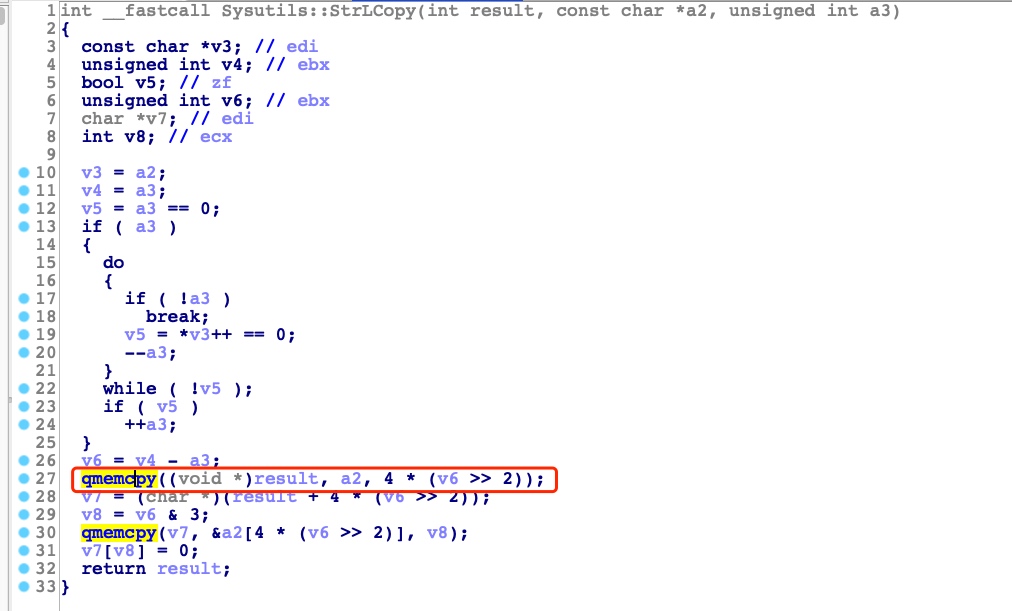 1 int __fastcall Sysutils::StrLCopy(int result, const char *a2, unsigned int a3)
2 {
3 const char *v3; // edi
4 unsigned int v4; // ebx
5 bool v5; // zf
6 unsigned int v6; // ebx
7 char *v7; // edi
8 int v8; // ecx
9
10 v3 = a2;
11 v4 = a3;
12 v5 = a3 == 0;
13 if ( a3 )
14 {
15 do
16 {
17 if ( !a3 )
18 break;
19 v5 = *v3++ == 0;
20 --a3;
21 }
22 while ( !v5 );
23 if ( v5 )
24 ++a3;
25 }
26 v6 = v4 - a3;
27 qmemcpy((void *)result, a2, 4 * (v6 >> 2));
28 v7 = (char *)(result + 4 * (v6 >> 2));
29 v8 = v6 & 3;
30 qmemcpy(v7, &a2[4 * (v6 >> 2)], v8);
31 v7[v8] = 0;
32 return result;
33 }